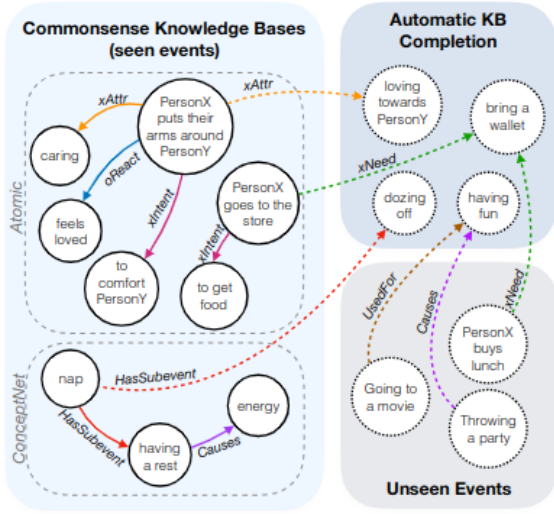 Commonsense Knowledge Bases
(seen events)
Atomic
xAttr
PersonX
puts their
arms around
PersonY
caring
oReact
feels
loved
xIntent
to
comfort
PersonY
PersonX
goes to the
store
xIntent
to get
food
ConceptNet
nap
HasSubevent
HasSubevent
having
a rest
Causes
energy
xAttr
xNeed
Automatic KB
Completion
loving
towards
PersonY
bring a
wallet
dozing
off
having
fun
UsedFor
Causes
xNeed
PersonX
buys
lunch
Going to
a movie
Throwing
a party
Unseen Events